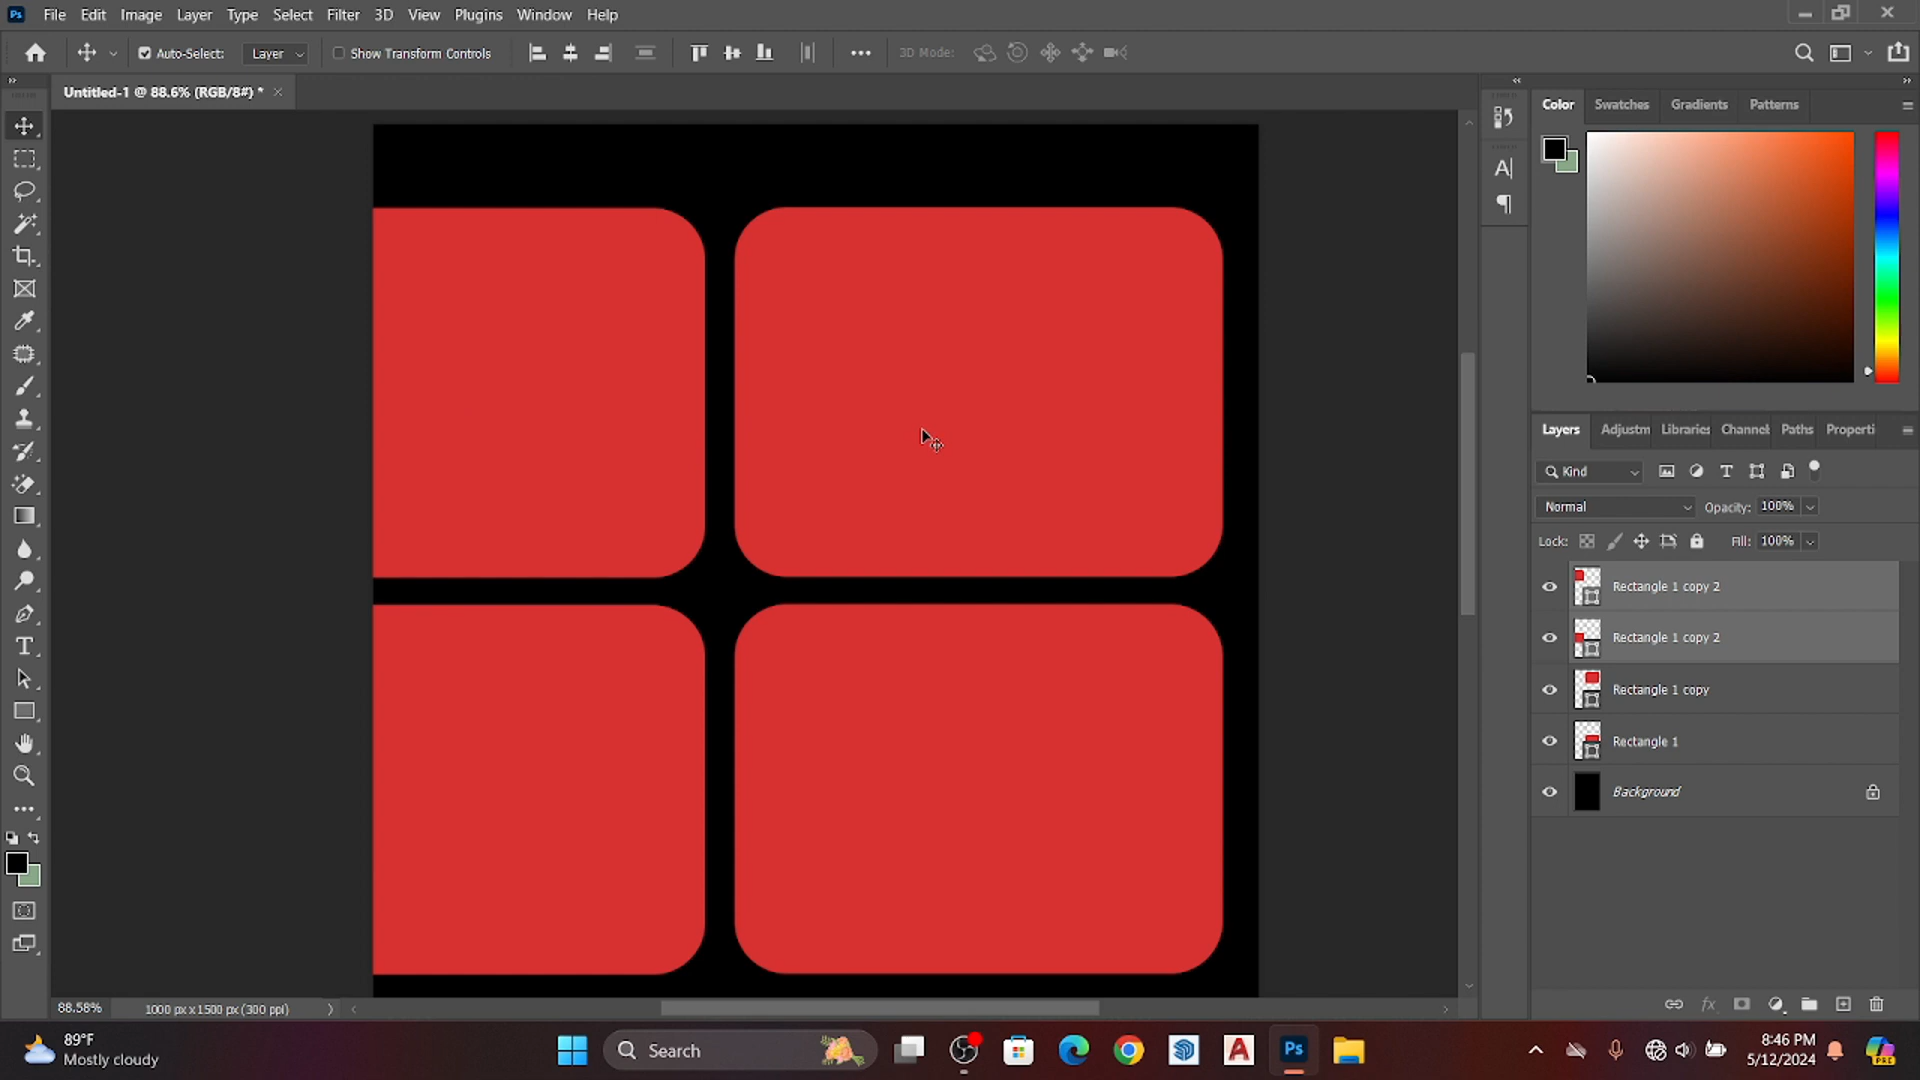 Ps File Edit Image Layer Type Select Filter 3D View Plugins Window Help
Auto-Select: Layer Show Transform Controls 3D Mode:
Untitled-1 @ 88.6% (RGB/8#) *
Color Swatches Gradients Patterns
Layers Adjustm Libraries Channel Paths Properti
Kind
Normal Opacity: 100%
Lock: Fill: 100%
Rectangle 1 copy 2
Rectangle 1 copy 2
Rectangle 1 copy
Rectangle 1
Background
88.58% 1000 px x 1500 px (300 ppi)
89°F
Mostly cloudy
Search
Ps
8:46 PM
5/12/2024
PRE